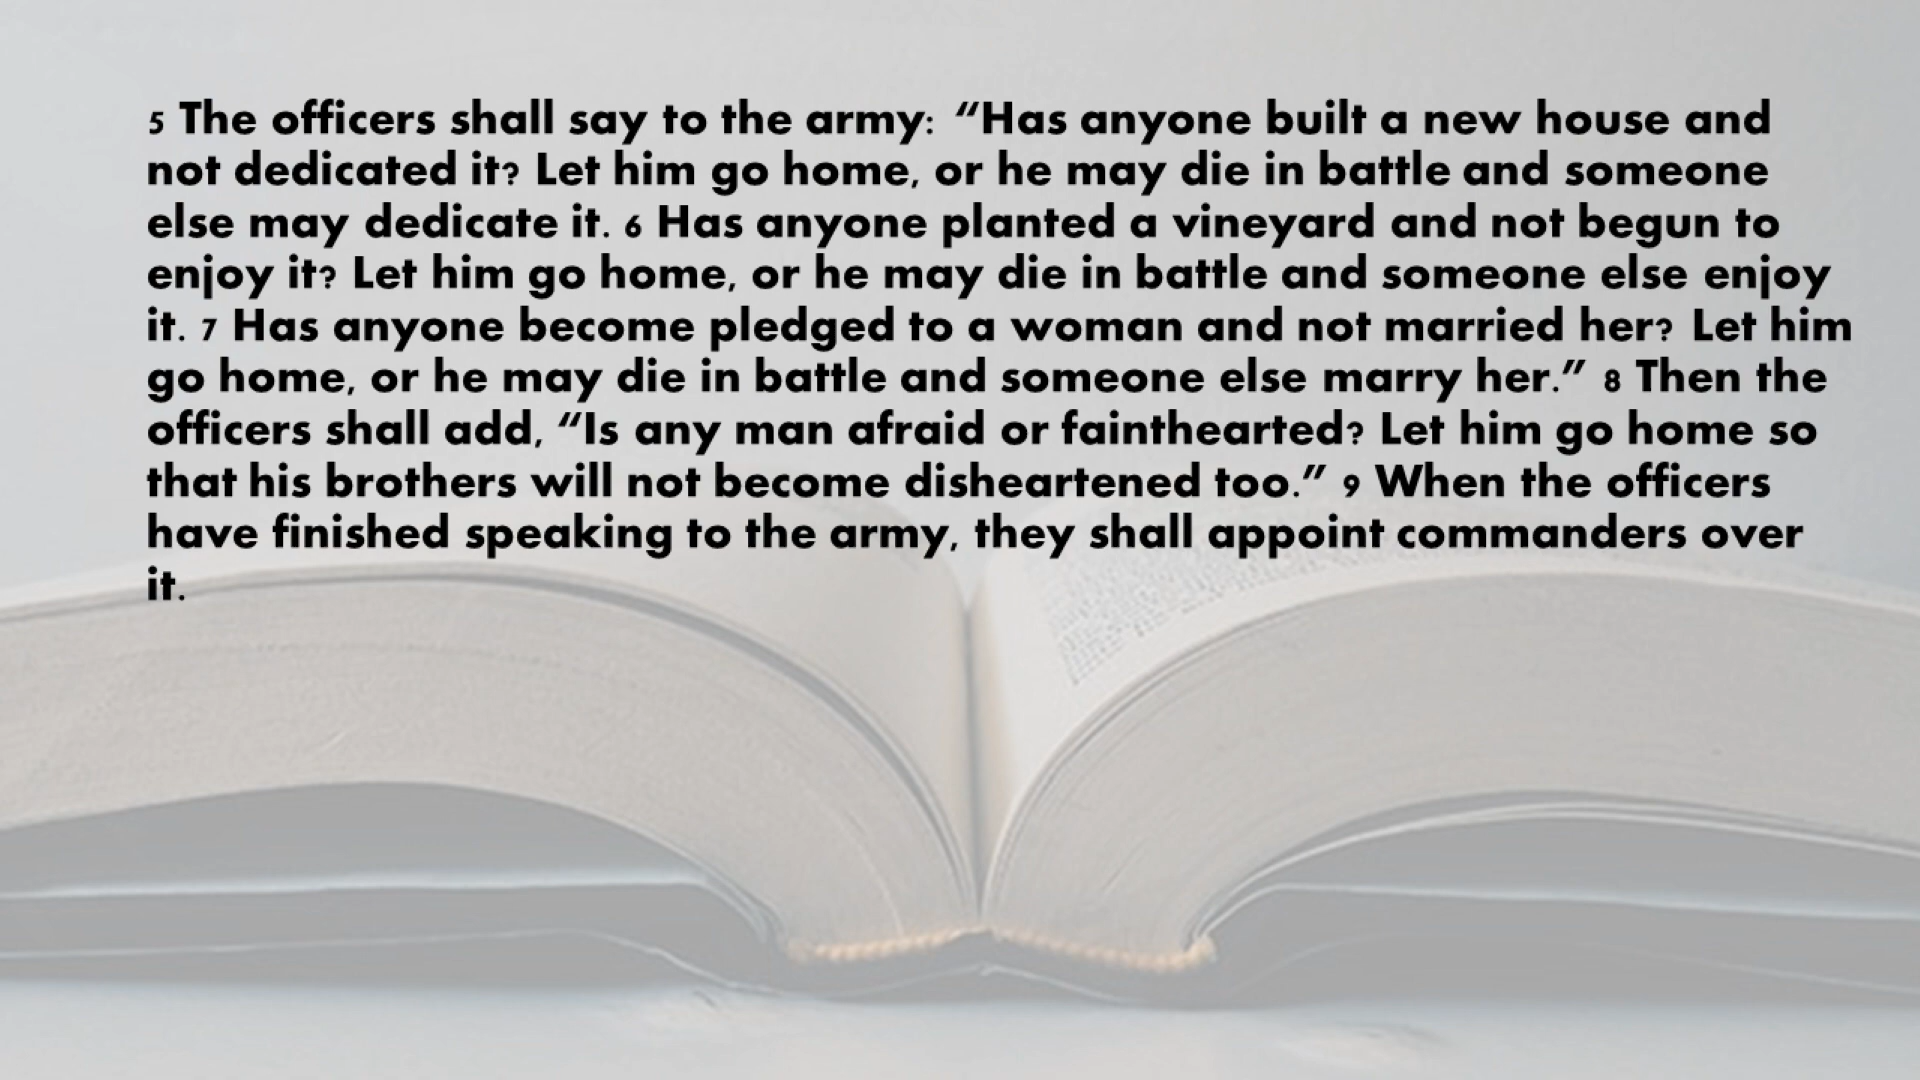 5 The officers shall say to the army: “Has anyone built a new house and
not dedicated it? Let him go home, or he may die in battle and someone
else may dedicate it. 6 Has anyone planted a vineyard and not begun to
enjoy it? Let him go home, or he may die in battle and someone else enjoy
it. 7 Has anyone become pledged to a woman and not married her? Let him
go home, or he may die in battle and someone else marry her.” 8 Then the
officers shall add, “Is any man afraid or fainthearted? Let him go home so
that his brothers will not become disheartened too.” 9 When the officers
have finished speaking to the army, they shall appoint commanders over
it.